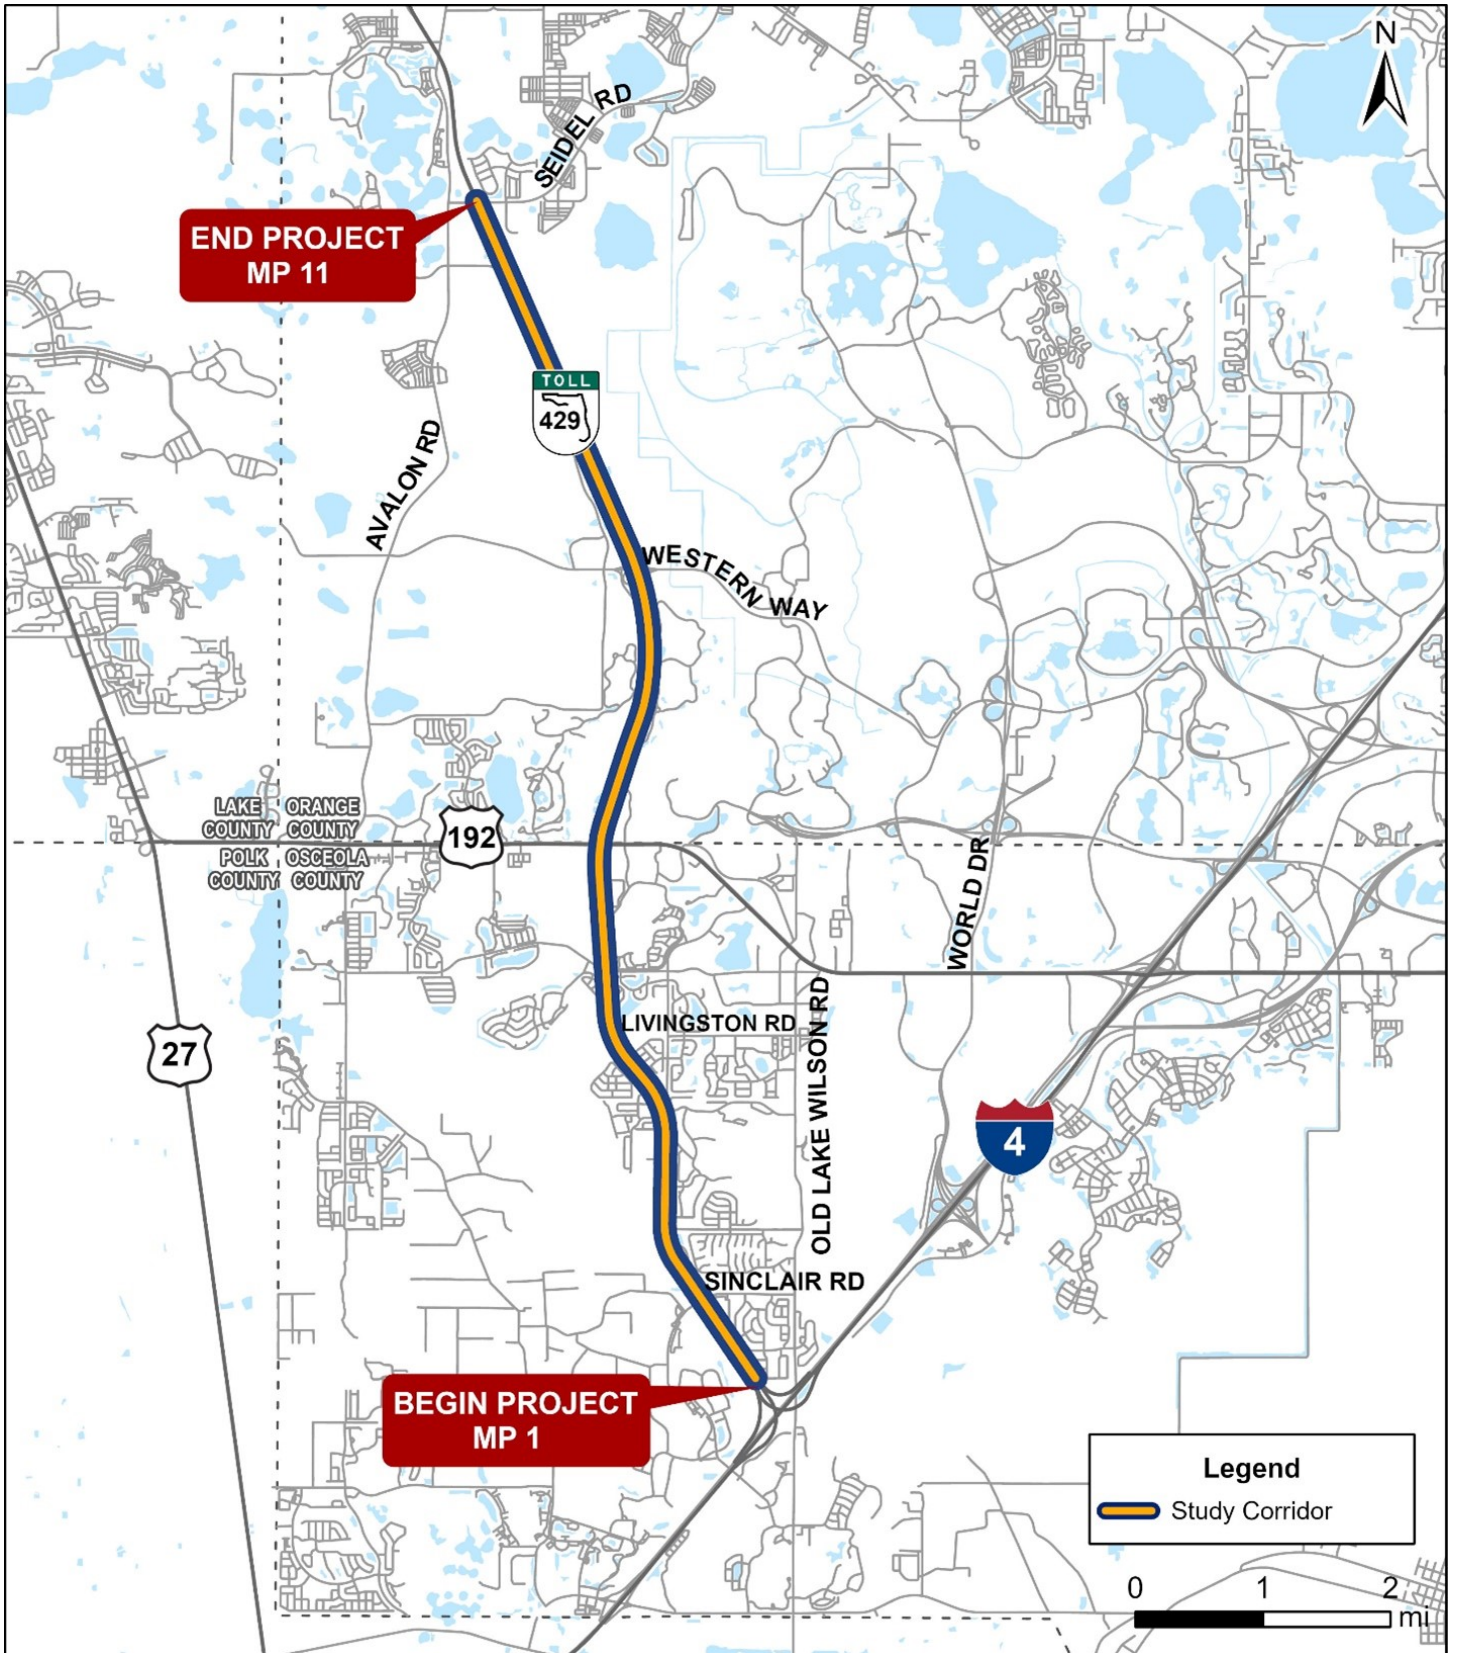 N
SEIDEL RD
END PROJECT
MP 11
TOLL
429
AVALON RD
WESTERN WAY
LAKE
COUNTY
ORANGE
COUNTY
192
POLK
COUNTY
OSCEOLA
COUNTY
WORLD DR
LIVINGSTON RD
OLD LAKE WILSON RD
27
4
SINCLAIR RD
BEGIN PROJECT
MP 1
Legend
Study Corridor
0 1 2
mi